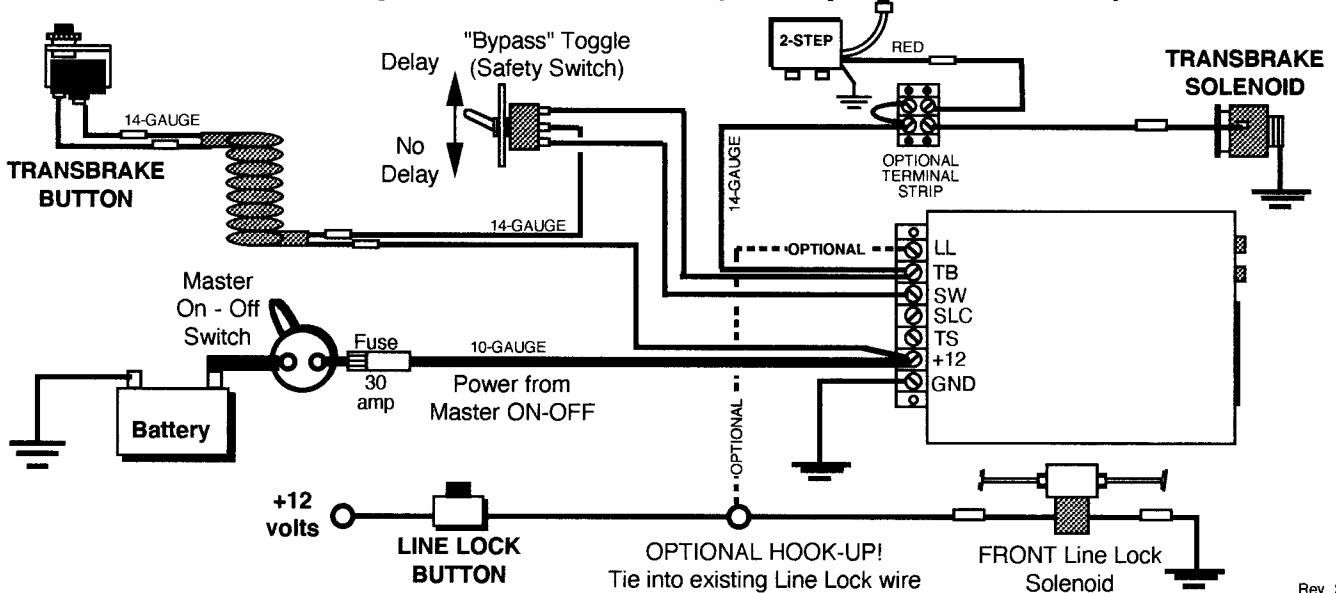 2-STEP
RED
"Bypass" Toggle
(Safety Switch)
Delay
No
Delay
TRANSBRAKE
SOLENOID
14-GAUGE
TRANSBRAKE
BUTTON
OPTIONAL
TERMINAL
STRIP
14-GAUGE
14-GAUGE
OPTIONAL
LL
TB
SW
SLC
TS
+12
GND
Master
On - Off
Switch
Fuse
30
amp
10-GAUGE
Power from
Master ON-OFF
Battery
OPTIONAL
+12
volts
LINE LOCK
BUTTON
OPTIONAL HOOK-UP!
Tie into existing Line Lock wire
FRONT Line Lock
Solenoid
Rev.